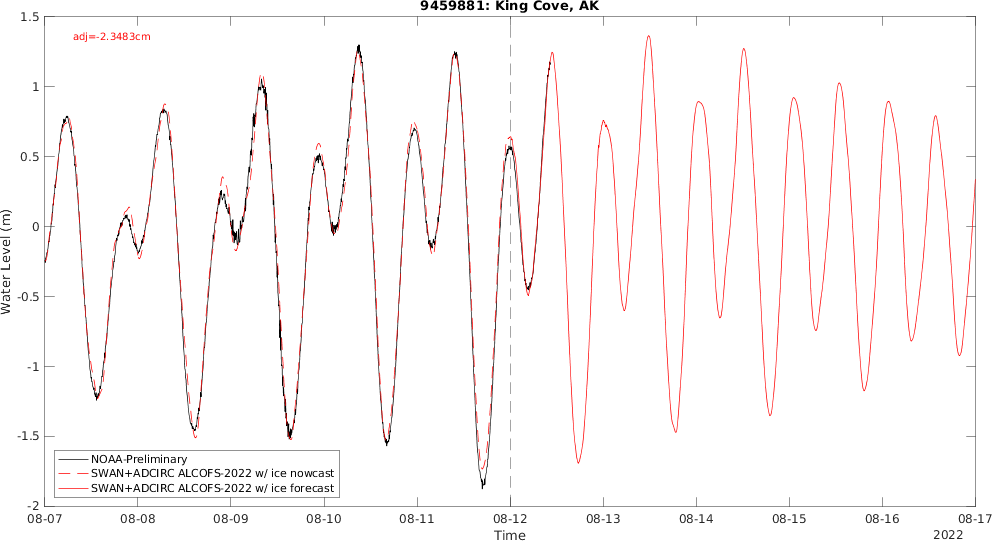 9459881: King Cove, AK
adj=-2.3483cm
1.5
1
0.5
0
-0.5
-1
-1.5
-2
Water Level (m)
NOAA-Preliminary
SWAN+ADCIRC ALCOFS-2022 w/ ice nowcast
SWAN+ADCIRC ALCOFS-2022 w/ ice forecast
08-07 08-08 08-09 08-10 08-11 08-12 08-13 08-14 08-15 08-16 08-17
Time
2022